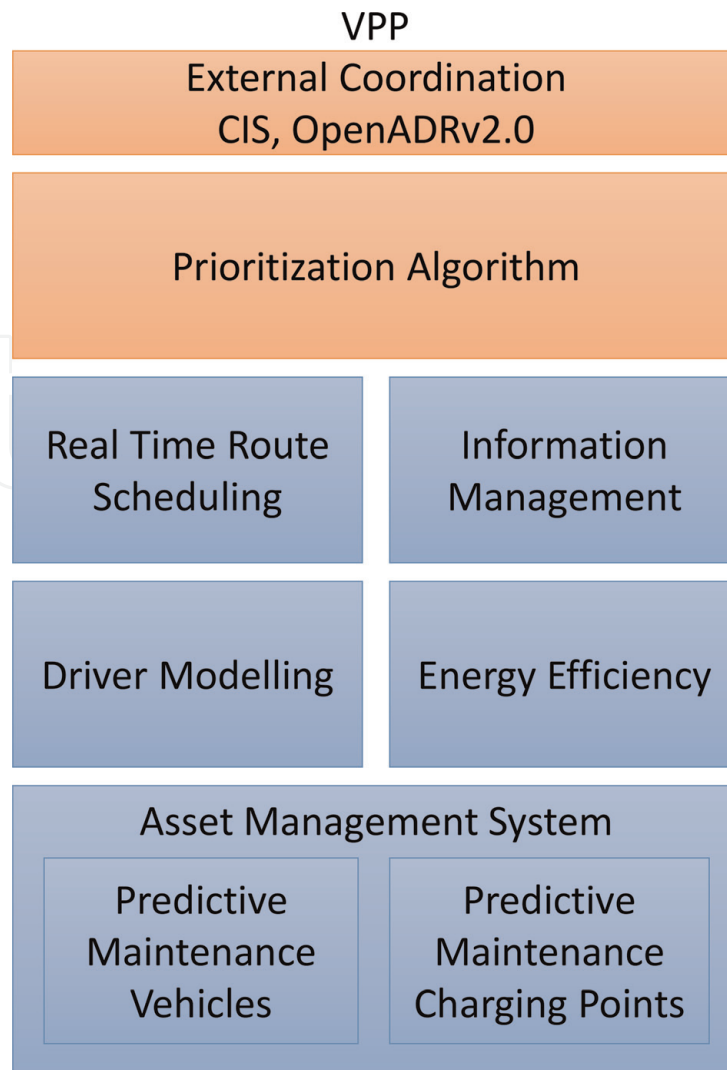 VPP
External Coordination
CIS, OpenADRv2.0
Prioritization Algorithm
Real Time Route
Scheduling
Information
Management
Driver Modelling
Energy Efficiency
Asset Management System
Predictive
Maintenance
Vehicles
Predictive
Maintenance
Charging Points